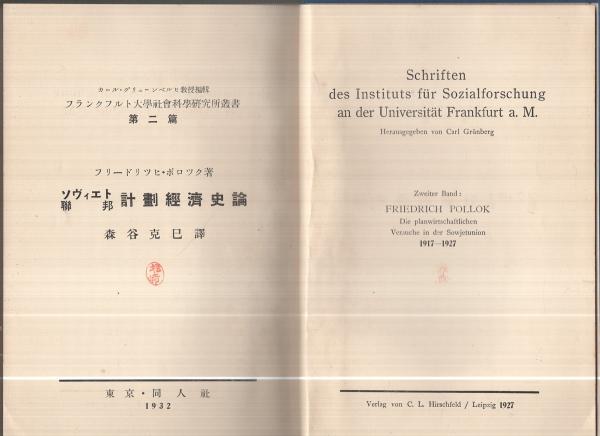 カール・グリューンベルヒ教授編輯
フランクフルト大學社會科學研究所叢書
第二篇
フリードリツヒ・ポロツク著
ソヴィエト聯邦 計劃經濟史論
森谷克巳譯
東京・同人社
1932
Schriften
des Instituts für Sozialforschung
an der Universität Frankfurt a. M.
Herausgegeben von Carl Grünberg
Zweiter Band:
FRIEDRICH POLLOK
Die planwirtschaftlichen
Versuche in der Sowjetunion
1917—1927
Verlag von C. L. Hirschfeld / Leipzig 1927